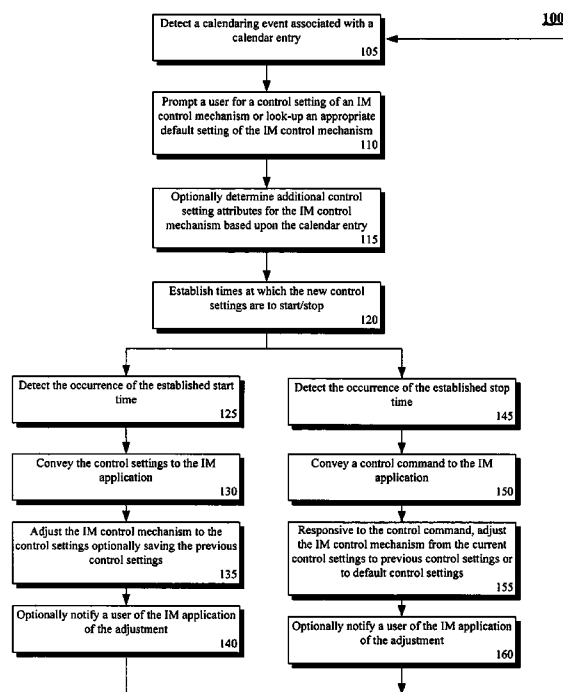 100
Detect a calendaring event associated with a
calendar entry
105
Prompt a user for a control setting of an IM
control mechanism or look-up an appropriate
default setting of the IM control mechanism
110
Optionally determine additional control
setting attributes for the IM control
mechanism based upon the calendar entry
115
Establish times at which the new control
settings are to start/stop
120
Detect the occurrence of the established start
time
125
Convey the control settings to the IM
application
130
Adjust the IM control mechanism to the
control settings optionally saving the previous
control settings
135
Optionally notify a user of the IM application
of the adjustment
140
Detect the occurrence of the established stop
time
145
Convey a control command to the IM
application
150
Responsive to the control command, adjust
the IM control mechanism from the current
control settings to previous control settings or
to default control settings
155
Optionally notify a user of the IM application
of the adjustment
160